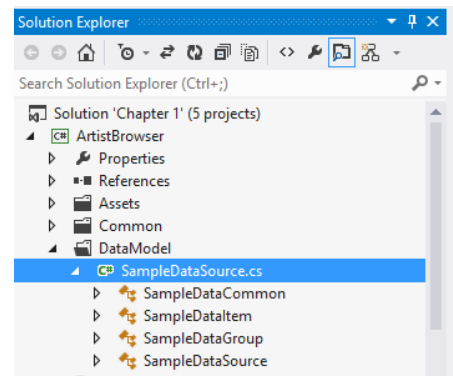 Solution Explorer
Search Solution Explorer (Ctrl+;)
Solution 'Chapter 1' (5 projects)
C# ArtistBrowser
Properties
References
Assets
Common
DataModel
C# SampleDataSource.cs
SampleDataCommon
SampleDataItem
SampleDataGroup
SampleDataSource